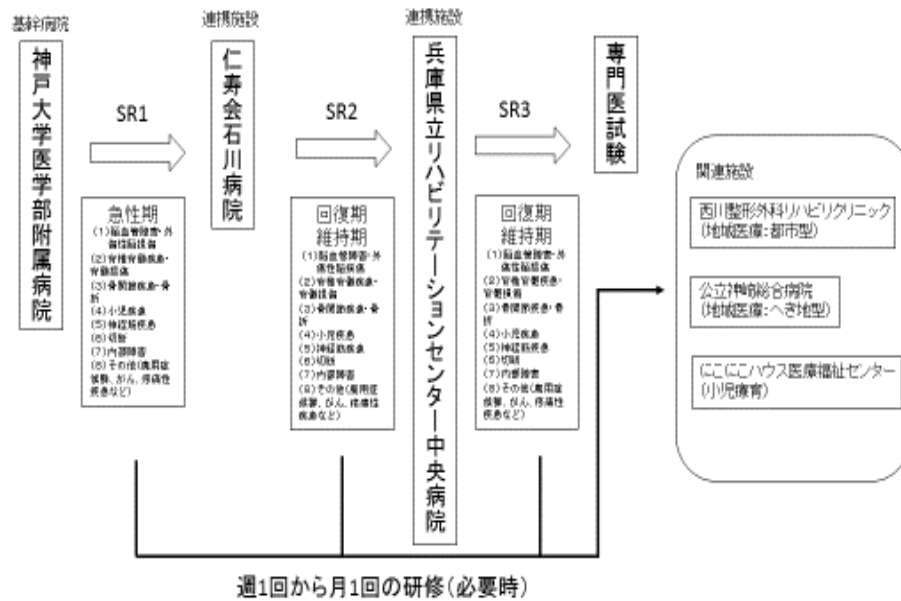 基幹病院
神戸大学医学部附属病院
SR1
急性期
(1)脳血管障害・外
傷性脳損傷
(2)脊椎脊髄疾患・
脊髄損傷
(3)骨関節疾患・骨
折
(4)小児疾患
(5)神経筋疾患
(6)切断
(7)内部障害
(8)その他(廃用症
候群、がん、疼痛性
疾患など)
連携施設
仁寿会石川病院
SR2
回復期
維持期
(1)脳血管障害・外
傷性脳損傷
(2)脊椎脊髄疾患・
脊髄損傷
(3)骨関節疾患・骨
折
(4)小児疾患
(5)神経筋疾患
(6)切断
(7)内部障害
(8)その他(廃用症
候群、がん、疼痛性
疾患など)
連携施設
兵庫県立リハビリテーションセンター中央病院
SR3
回復期
維持期
(1)脳血管障害・外
傷性脳損傷
(2)脊椎脊髄疾患・
脊髄損傷
(3)骨関節疾患・骨
折
(4)小児疾患
(5)神経筋疾患
(6)切断
(7)内部障害
(8)その他(廃用症
候群、がん、疼痛性
疾患など)
専門医試験
関連施設
西川整形外科リハビリクリニック
(地域医療:都市型)
公立神崎総合病院
(地域医療:へき地型)
にこにこハウス医療福祉センター
(小児療育)
週1回から月1回の研修(必要時)